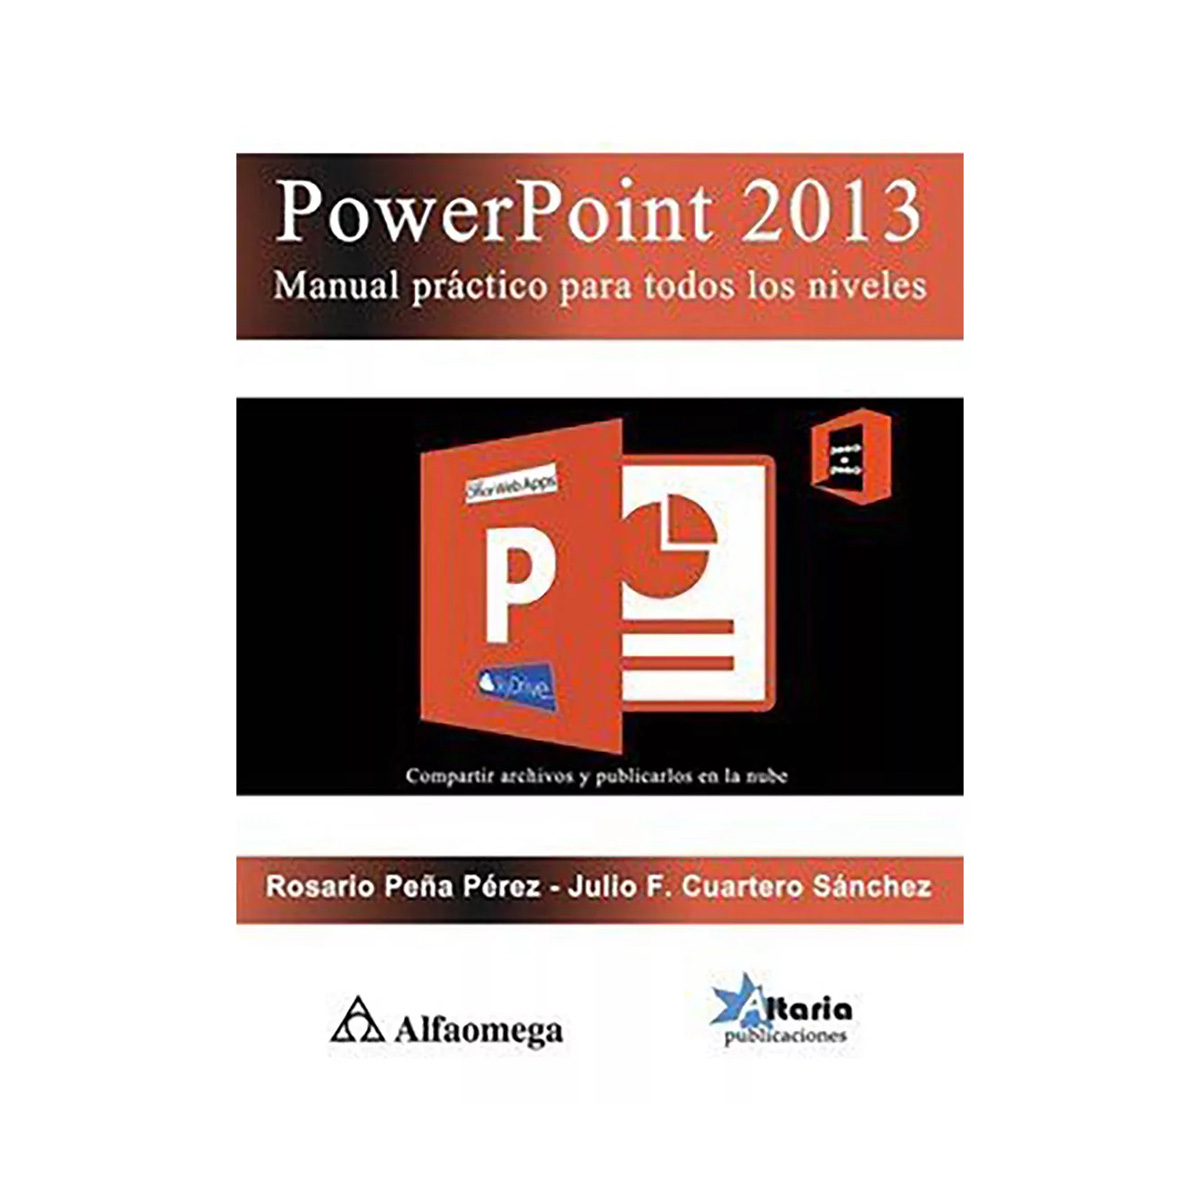 PowerPoint 2013
Manual práctico para todos los niveles
Office Web Apps
P
SkyDrive
Compartir archivos y publicarlos en la nube
Rosario Peña Pérez - Julio F. Cuartero Sánchez
Alfaomega
Altaria
publicaciones